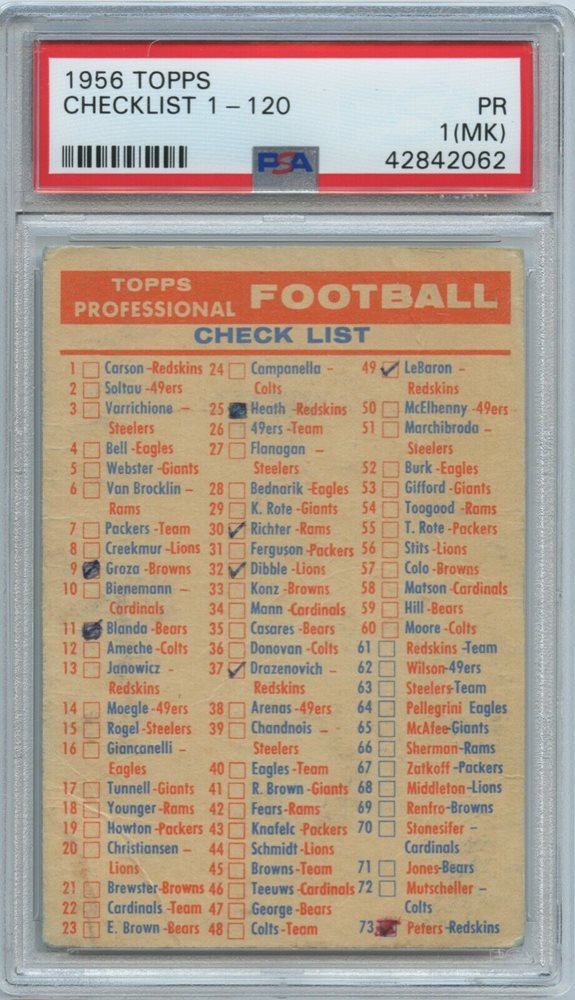 1956 TOPPS
CHECKLIST 1-120
PR
1(MK)
42842062
PSA
TOPPS
PROFESSIONAL
FOOTBALL
CHECK LIST
1 Carson -Redskins
2 Soltau -49ers
3 Varrichione -
Steelers
4 Bell -Eagles
5 Webster -Giants
6 Van Brocklin -
Rams
7 Packers -Team
8 Creekmur -Lions
9 Groza -Browns
10 Bienemann -
Cardinals
11 Blanda -Bears
12 Ameche -Colts
13 Janowicz -
Redskins
14 Moegle -49ers
15 Rogel -Steelers
16 Giancanelli -
Eagles
17 Tunnell -Giants
18 Younger -Rams
19 Howton -Packers
20 Christiansen -
Lions
21 Brewster -Browns
22 Cardinals -Team
23 E. Brown -Bears
24 Campanella -
Colts
25 Heath -Redskins
26 49ers -Team
27 Flanagan -
Steelers
28 Bednarik -Eagles
29 K. Rote -Giants
30 Richter -Rams
31 Ferguson -Packers
32 Dibble -Lions
33 Konz -Browns
34 Mann -Cardinals
35 Casares -Bears
36 Donovan -Colts
37 Drazenovich -
Redskins
38 Arenas -49ers
39 Chandnois -
Steelers
40 Eagles -Team
41 R. Brown -Giants
42 Fears -Rams
43 Knafelc -Packers
44 Schmidt -Lions
45 Browns -Team
46 Teeuws -Cardinals
47 George -Bears
48 Colts -Team
49 LeBaron -
Redskins
50 McElhenny -49ers
51 Marchibroda -
Steelers
52 Burk -Eagles
53 Gifford -Giants
54 Toogood -Rams
55 T. Rote -Packers
56 Stits -Lions
57 Colo -Browns
58 Matson -Cardinals
59 Hill -Bears
60 Moore -Colts
61 Redskins -Team
62 Wilson -49ers
63 Steelers -Team
64 Pellegrini Eagles
65 McAfee -Giants
66 Sherman -Rams
67 Zatkoff -Packers
68 Middleton -Lions
69 Renfro -Browns
70 Stonesifer -
Cardinals
71 Jones -Bears
72 Mutscheller -
Colts
73 Peters -Redskins